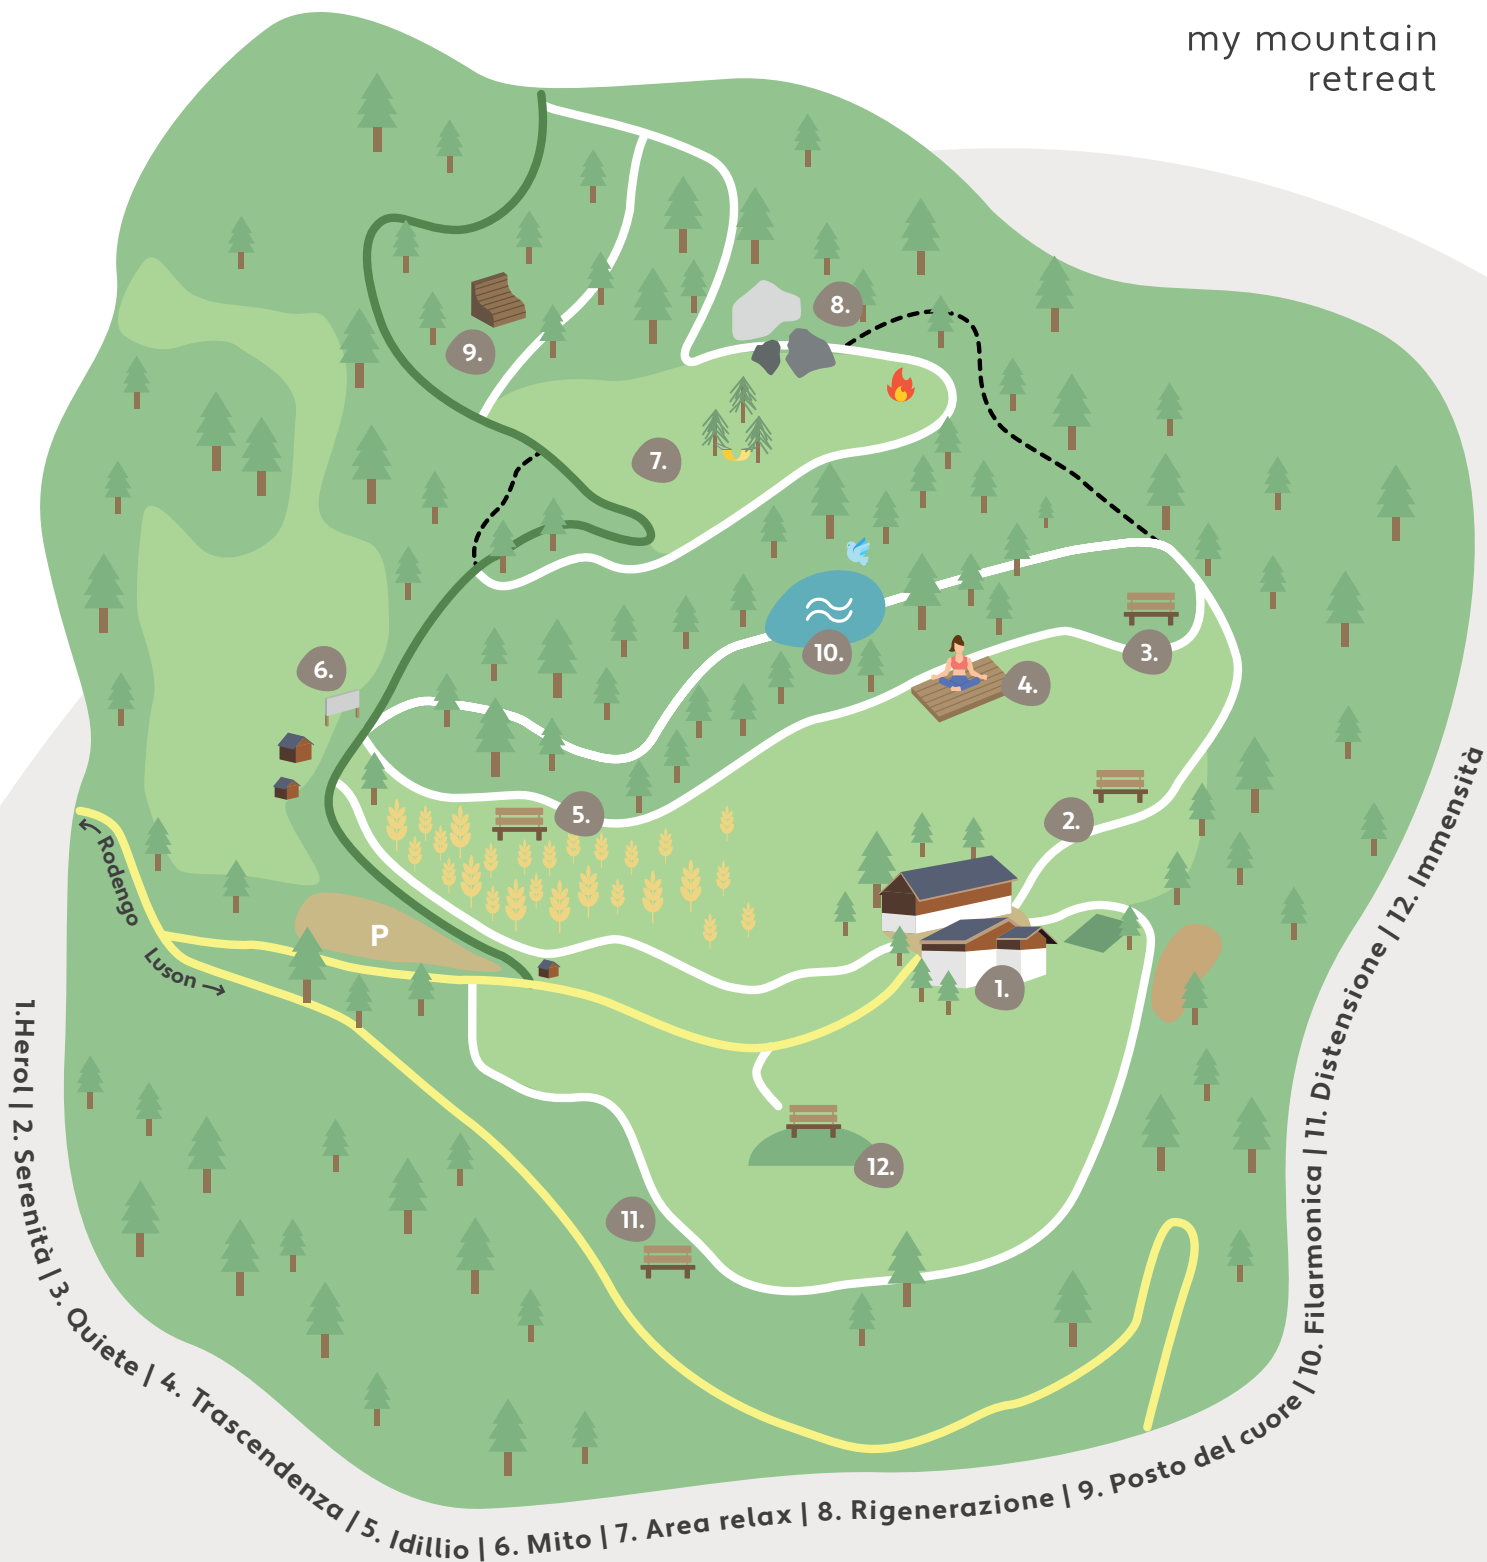 my mountain
retreat
8.
9.
7.
6.
10.
3.
4.
5.
2.
← Rodengo
P
Luson →
1.
12.
11.
1.Herol | 2. Serenità | 3. Quiete | 4. Trascendenza | 5. Idillio | 6. Mito | 7. Area relax | 8. Rigenerazione | 9. Posto del cuore | 10. Filarmonica | 11. Distensione | 12. Immensità